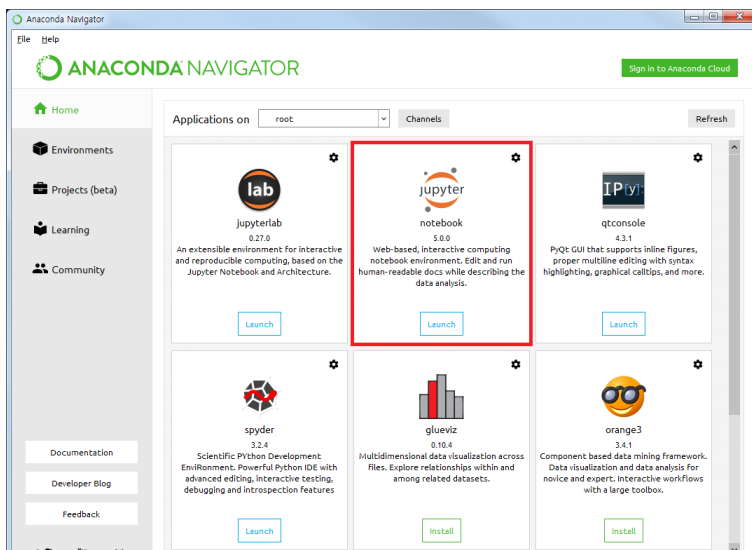 Anaconda Navigator
File Help
ANACONDA NAVIGATOR
Sign in to Anaconda Cloud
Home
Environments
Projects (beta)
Learning
Community
Documentation
Developer Blog
Feedback
Applications on root Channels Refresh
lab
jupyterlab
0.27.0
An extensible environment for interactive
and reproducible computing, based on the
Jupyter Notebook and Architecture.
Launch
jupyter
notebook
5.0.0
Web-based, interactive computing
notebook environment. Edit and run
human-readable docs while describing the
data analysis.
Launch
IP[y]:
qtconsole
4.3.1
PyQt GUI that supports inline figures,
proper multiline editing with syntax
highlighting, graphical calltips, and more.
Launch
spyder
3.2.4
Scientific PYthon Development
EnviRonment. Powerful Python IDE with
advanced editing, interactive testing,
debugging and introspection features
Launch
glueviz
0.10.4
Multidimensional data visualization across
files. Explore relationships within and
among related datasets.
Install
orange3
3.4.1
Component based data mining framework.
Data visualization and data analysis for
novice and expert. Interactive workflows
with a large toolbox.
Install